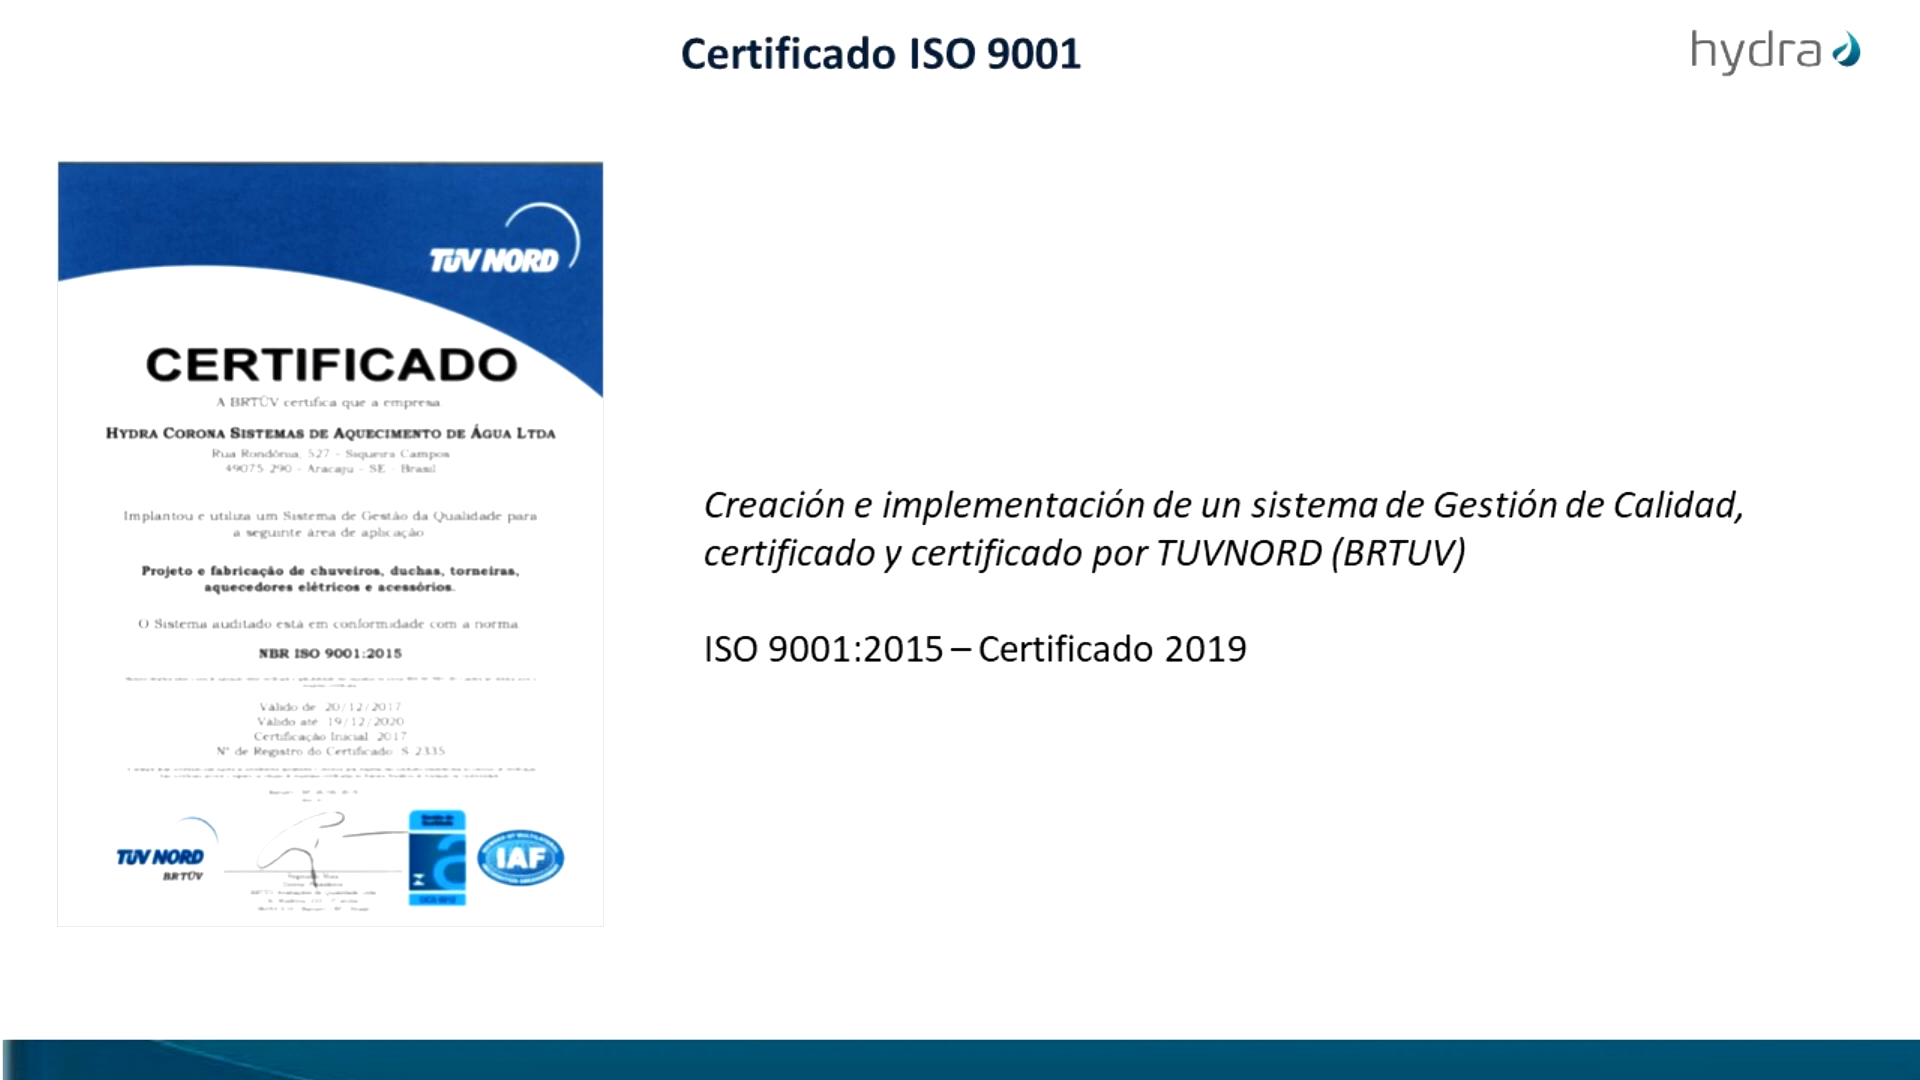 Certificado ISO 9001
hydra
TÜV NORD
CERTIFICADO
A BRTÜV certifica que a empresa
HYDRA CORONA SISTEMAS DE AQUECIMENTO DE ÁGUA LTDA
Rua Rondônia, 527 - Siqueira Campos
49075 290 - Aracaju - SE - Brasil
Implantou e utiliza um Sistema de Gestão da Qualidade para
a seguinte área de aplicação
Projeto e fabricação de chuveiros, duchas, torneiras,
aquecedores elétricos e acessórios.
O Sistema auditado está em conformidade com a norma
NBR ISO 9001:2015
Válido de 20/12/2017
Válido até 19/12/2020
Certificação Inicial 2017
N° de Registro do Certificado S 2335
TÜV NORD
BRTÜV
IAF
Creación e implementación de un sistema de Gestión de Calidad,
certificado y certificado por TUVNORD (BRTUV)
ISO 9001:2015 – Certificado 2019